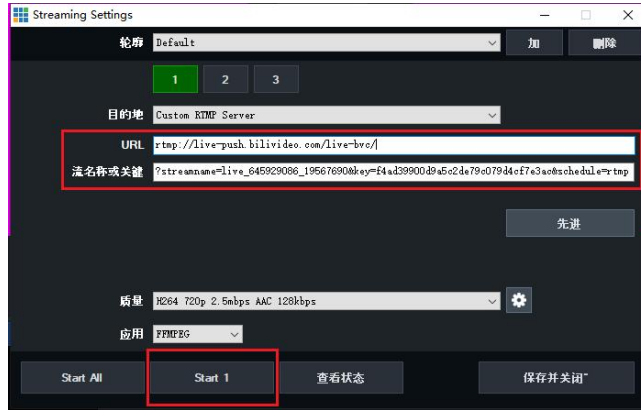 Streaming Settings
轮廓 Default 加 删除
1 2 3
目的地 Custom RTMP Server
URL rtmp://live-push.bilivideo.com/live-bvc/
流名称或关键 ?streamname=live_645929086_19567690&key=f4ad39900d9a5c2de79c079d4cf7e3ac&schedule=rtmp
先进
质量 H264 720p 2.5mbps AAC 128kbps
应用 FFMPEG
Start All Start 1 查看状态 保存并关闭"